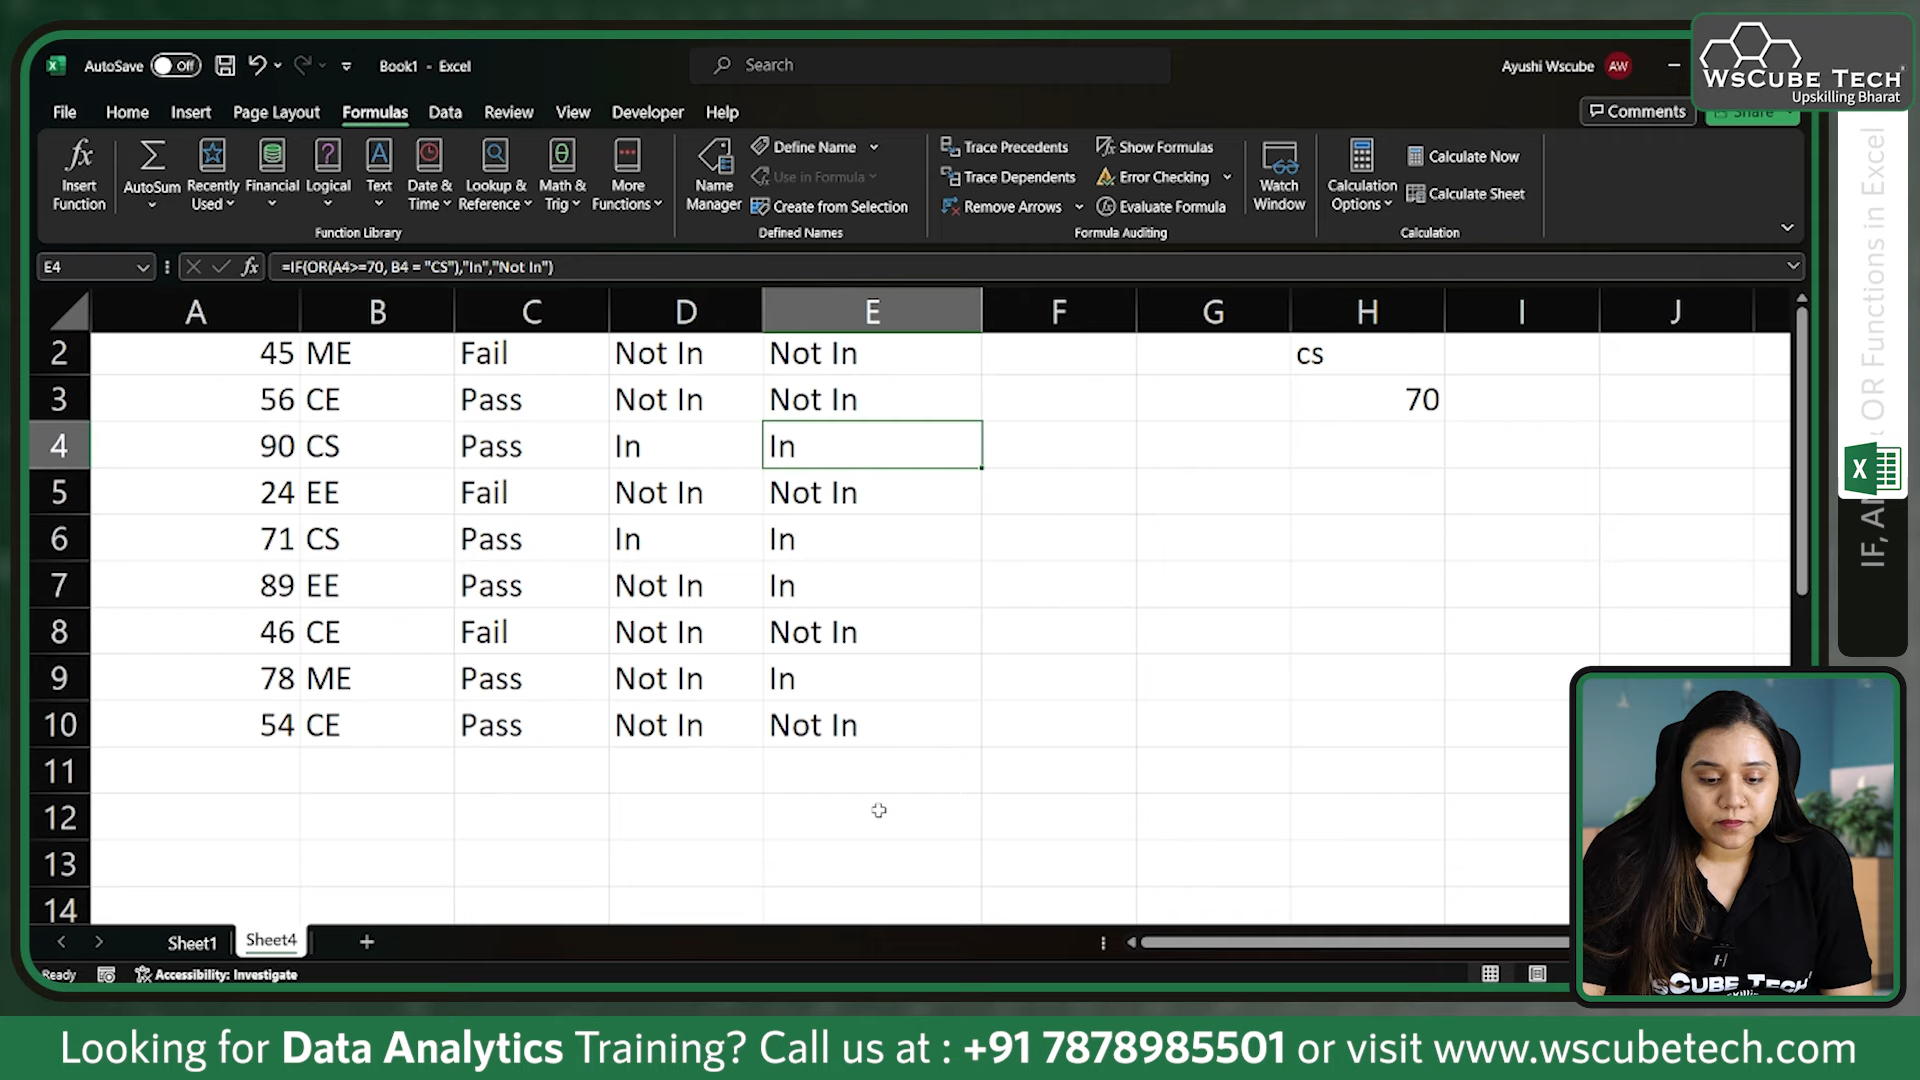 AutoSave Off Book1 - Excel Search Ayushi Wscube AW
WsCube Tech
Upskilling Bharat
File Home Insert Page Layout Formulas Data Review View Developer Help Comments Share
fx Insert Function
AutoSum
Recently Used
Financial
Logical
Text
Date & Time
Lookup & Reference
Math & Trig
More Functions
Function Library
Name Manager
Define Name
Use in Formula
Create from Selection
Defined Names
Trace Precedents
Trace Dependents
Remove Arrows
Show Formulas
Error Checking
Evaluate Formula
Formula Auditing
Watch Window
Calculation Options
Calculate Now
Calculate Sheet
Calculation
E4 fx =IF(OR(A4>=70, B4 = "CS"),"In","Not In")
A B C D E F G H I J
2 45 ME Fail Not In Not In cs
3 56 CE Pass Not In Not In 70
4 90 CS Pass In In
5 24 EE Fail Not In Not In
6 71 CS Pass In In
7 89 EE Pass Not In In
8 46 CE Fail Not In Not In
9 78 ME Pass Not In In
10 54 CE Pass Not In Not In
11
12
13
14
Sheet1 Sheet4
Ready Accessibility: Investigate
OR Functions in Excel
IF, A
Looking for Data Analytics Training? Call us at : +91 7878985501 or visit www.wscubetech.com